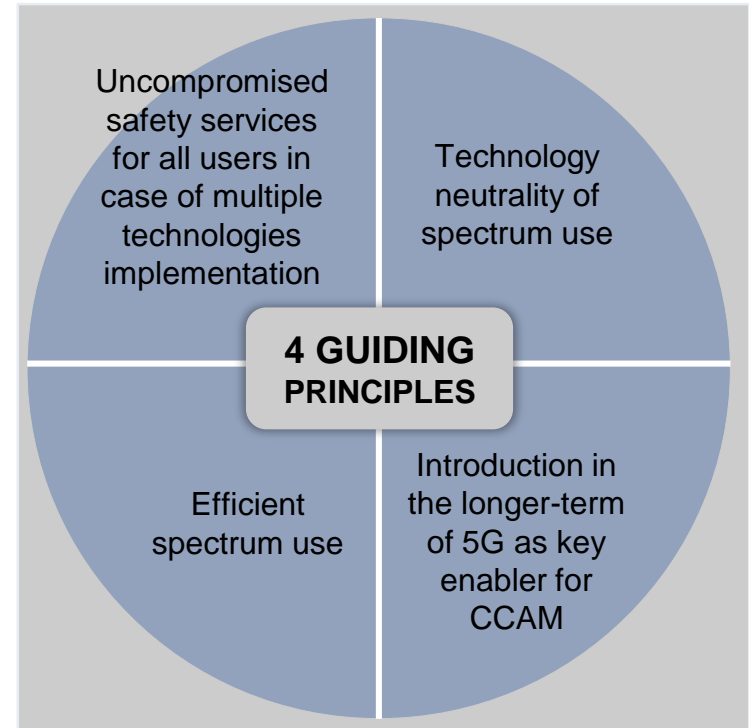 Uncompromised
safety services
for all users in
case of multiple
technologies
implementation
Technology
neutrality of
spectrum use
4 GUIDING
PRINCIPLES
Efficient
spectrum use
Introduction in
the longer-term
of 5G as key
enabler for
CCAM